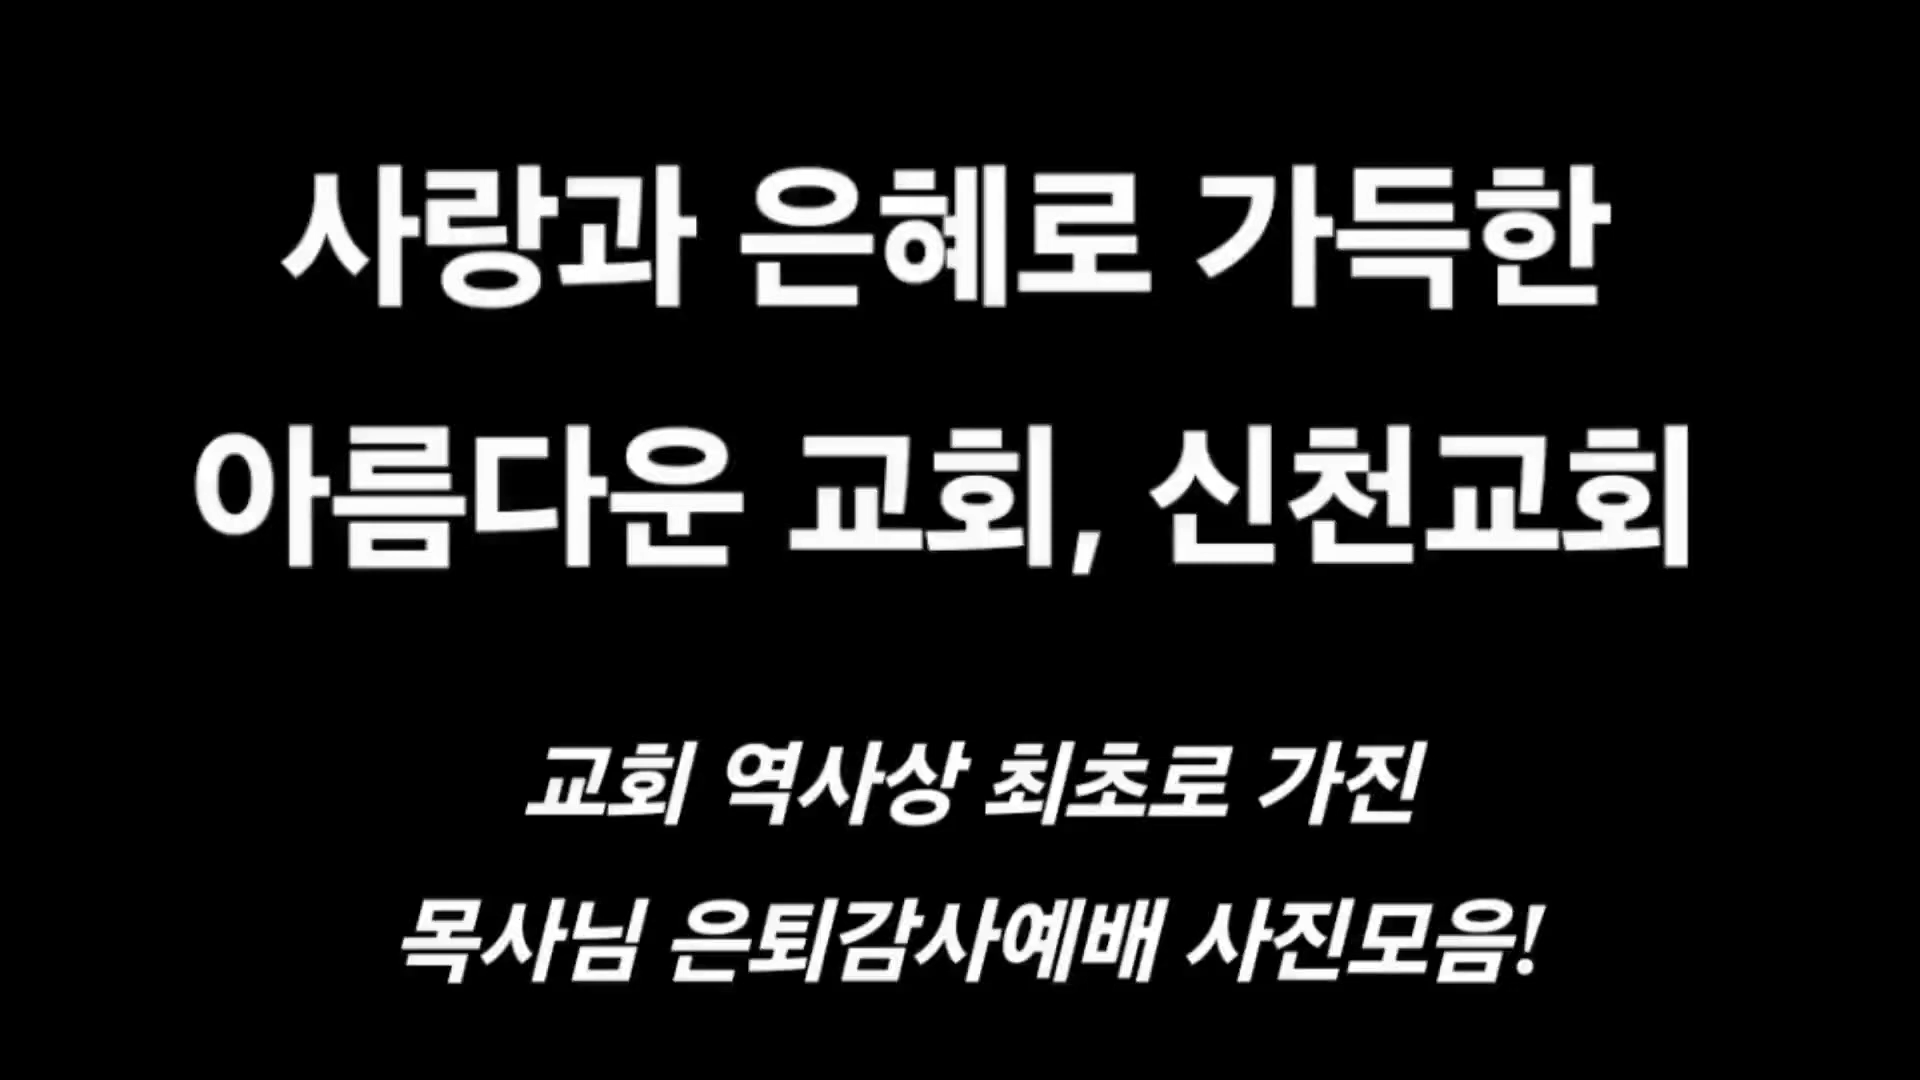 사랑과 은혜로 가득한
아름다운 교회, 신천교회
교회 역사상 최초로 가진
목사님 은퇴감사예배 사진모음!